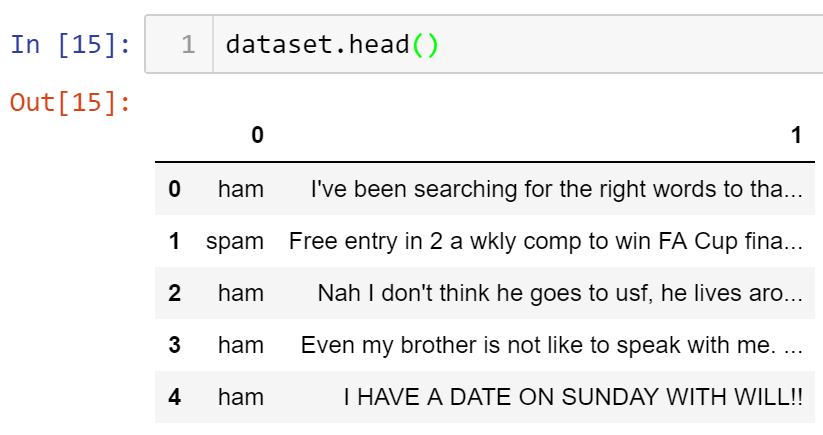 In [15]: 1 dataset.head()
Out[15]:
0 1
0 ham I've been searching for the right words to tha...
1 spam Free entry in 2 a wkly comp to win FA Cup fina...
2 ham Nah I don't think he goes to usf, he lives aro...
3 ham Even my brother is not like to speak with me. ...
4 ham I HAVE A DATE ON SUNDAY WITH WILL!!